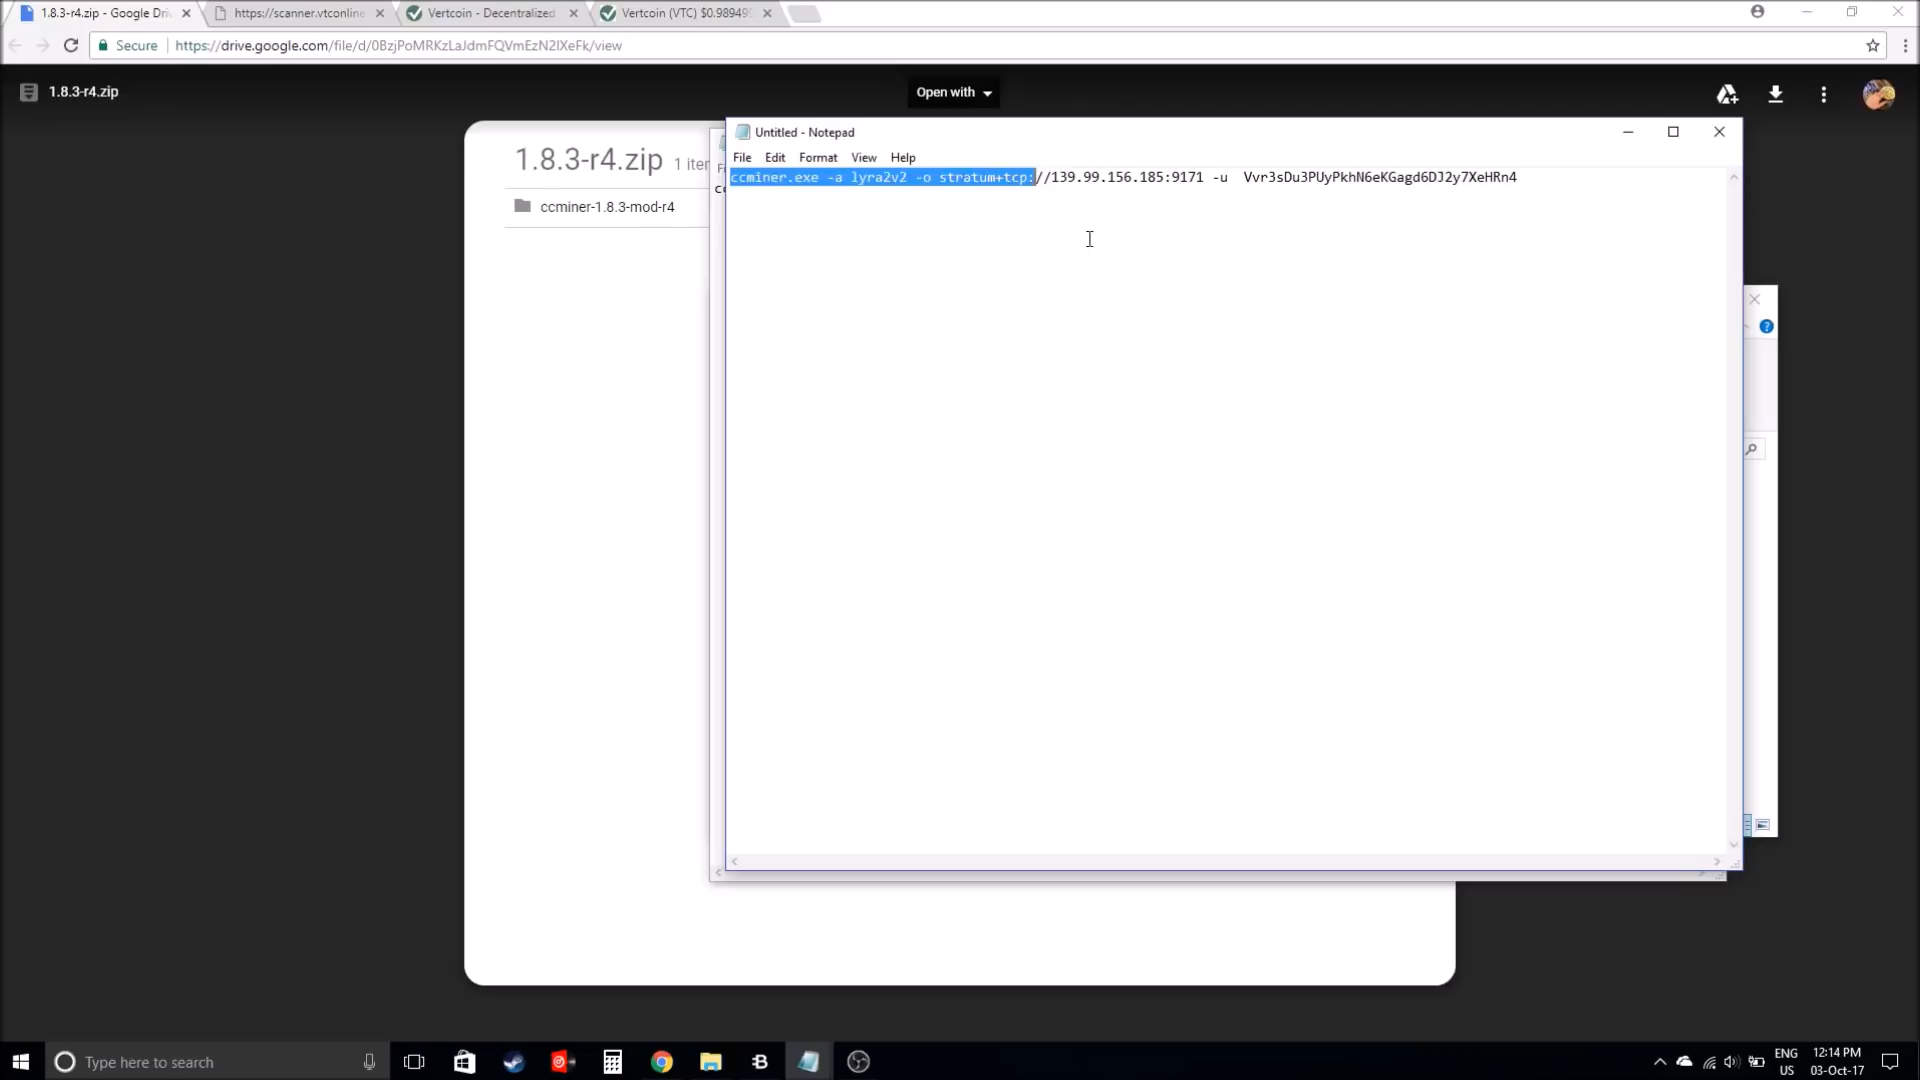 1.8.3-r4.zip - Google Dri
https://scanner.vtconline
Vertcoin - Decentralized
Vertcoin (VTC) $0.98949
Secure
https://drive.google.com/file/d/0BzjPoMRKzLaJdmFQVmEzN2lXeFk/view
1.8.3-r4.zip
Open with
1.8.3-r4.zip 1 iter
ccminer-1.8.3-mod-r4
Untitled - Notepad
File Edit Format View Help
ccminer.exe -a lyra2v2 -o stratum+tcp://139.99.156.185:9171 -u Vvr3sDu3PUyPkhN6eKGagd6DJ2y7XeHRn4
Type here to search
ENG
US
12:14 PM
03-Oct-17